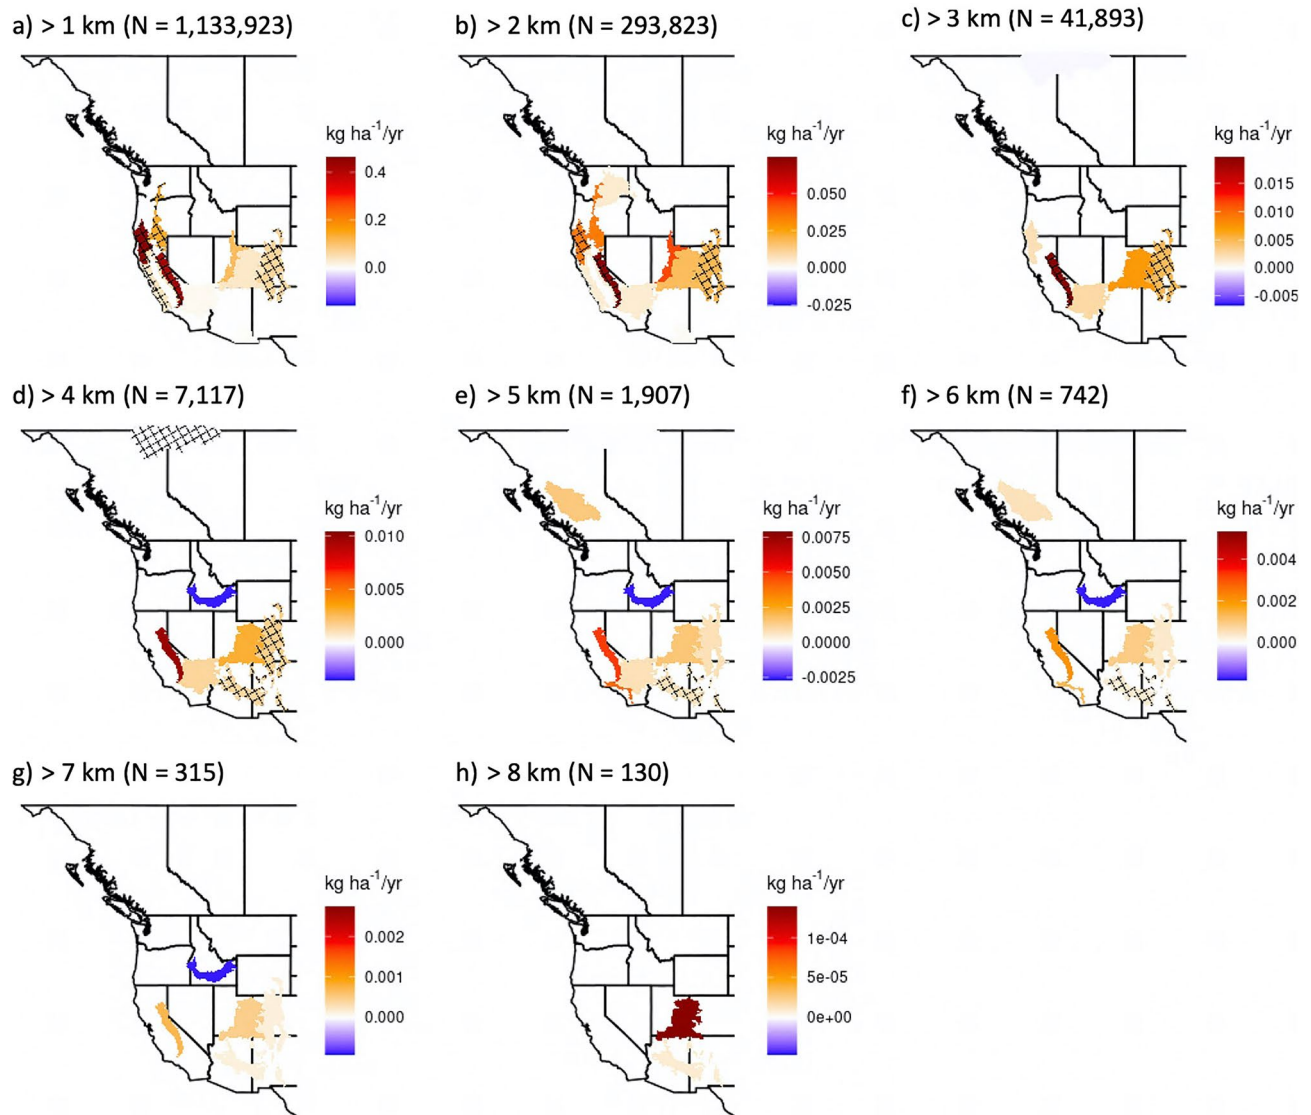 a) > 1 km (N = 1,133,923)
b) > 2 km (N = 293,823)
c) > 3 km (N = 41,893)
kg ha⁻¹/yr
0.4
0.2
0.0
kg ha⁻¹/yr
0.050
0.025
0.000
-0.025
kg ha⁻¹/yr
0.015
0.010
0.005
0.000
-0.005
d) > 4 km (N = 7,117)
e) > 5 km (N = 1,907)
f) > 6 km (N = 742)
kg ha⁻¹/yr
0.010
0.005
0.000
kg ha⁻¹/yr
0.0075
0.0050
0.0025
0.0000
-0.0025
kg ha⁻¹/yr
0.004
0.002
0.000
g) > 7 km (N = 315)
h) > 8 km (N = 130)
kg ha⁻¹/yr
0.002
0.001
0.000
kg ha⁻¹/yr
1e-04
5e-05
0e+00